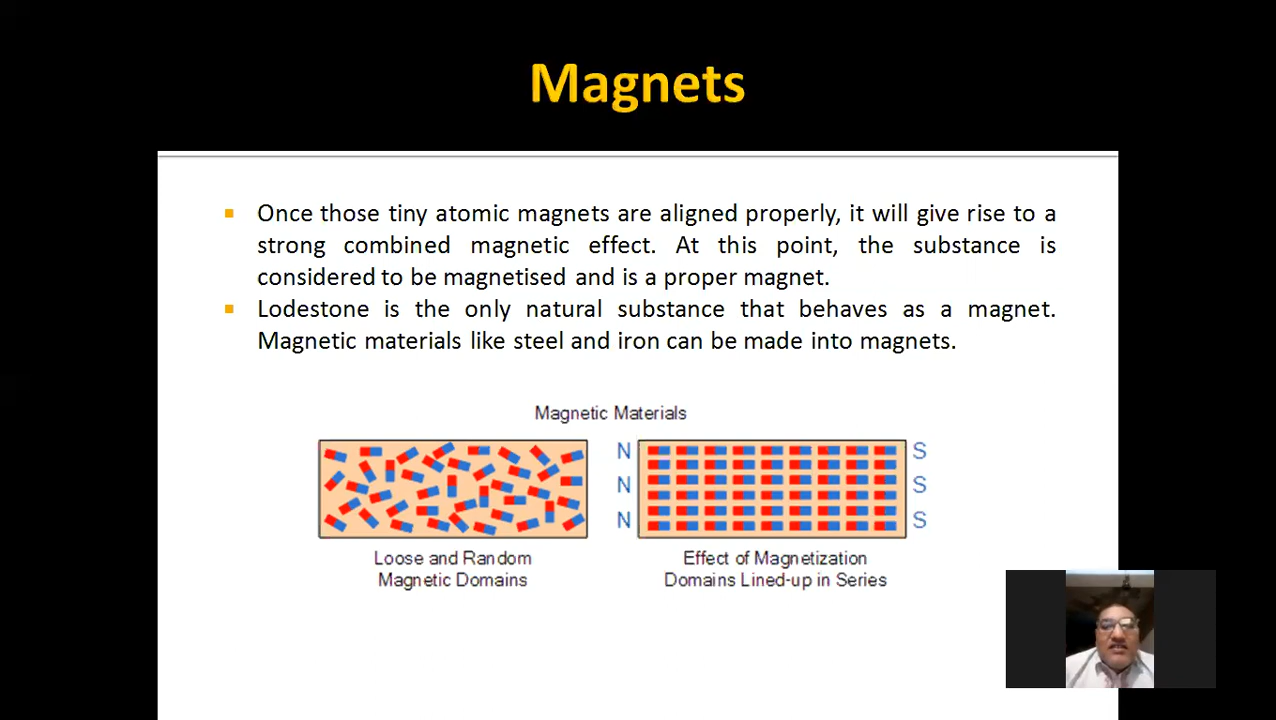 Magnets
Once those tiny atomic magnets are aligned properly, it will give rise to a
strong combined magnetic effect. At this point, the substance is
considered to be magnetised and is a proper magnet.
Lodestone is the only natural substance that behaves as a magnet.
Magnetic materials like steel and iron can be made into magnets.
Magnetic Materials
N S
N S
N S
Loose and Random
Magnetic Domains
Effect of Magnetization
Domains Lined-up in Series